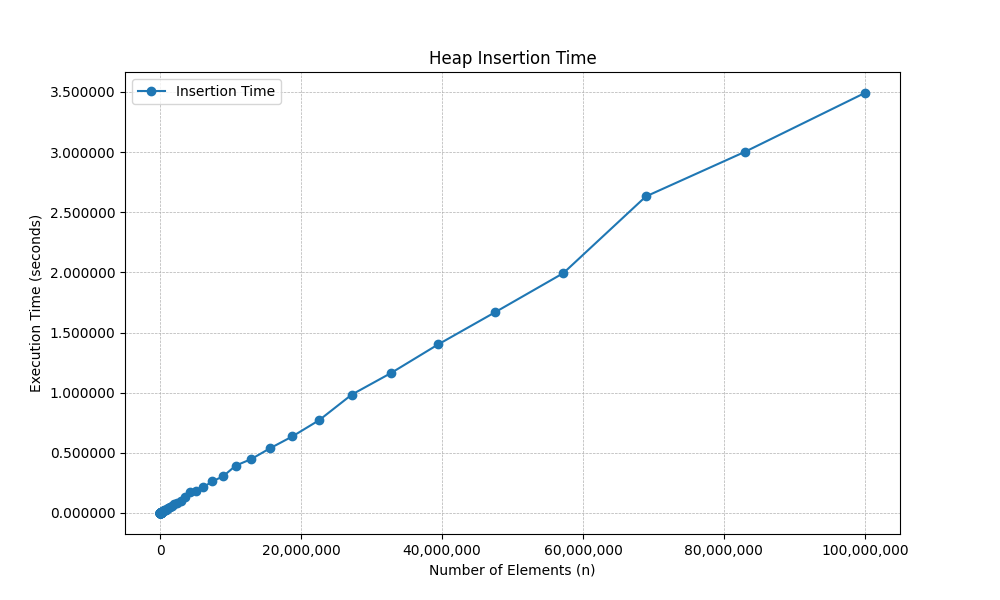 Heap Insertion Time
Insertion Time
Execution Time (seconds)
3.500000
3.000000
2.500000
2.000000
1.500000
1.000000
0.500000
0.000000
0 20,000,000 40,000,000 60,000,000 80,000,000 100,000,000
Number of Elements (n)